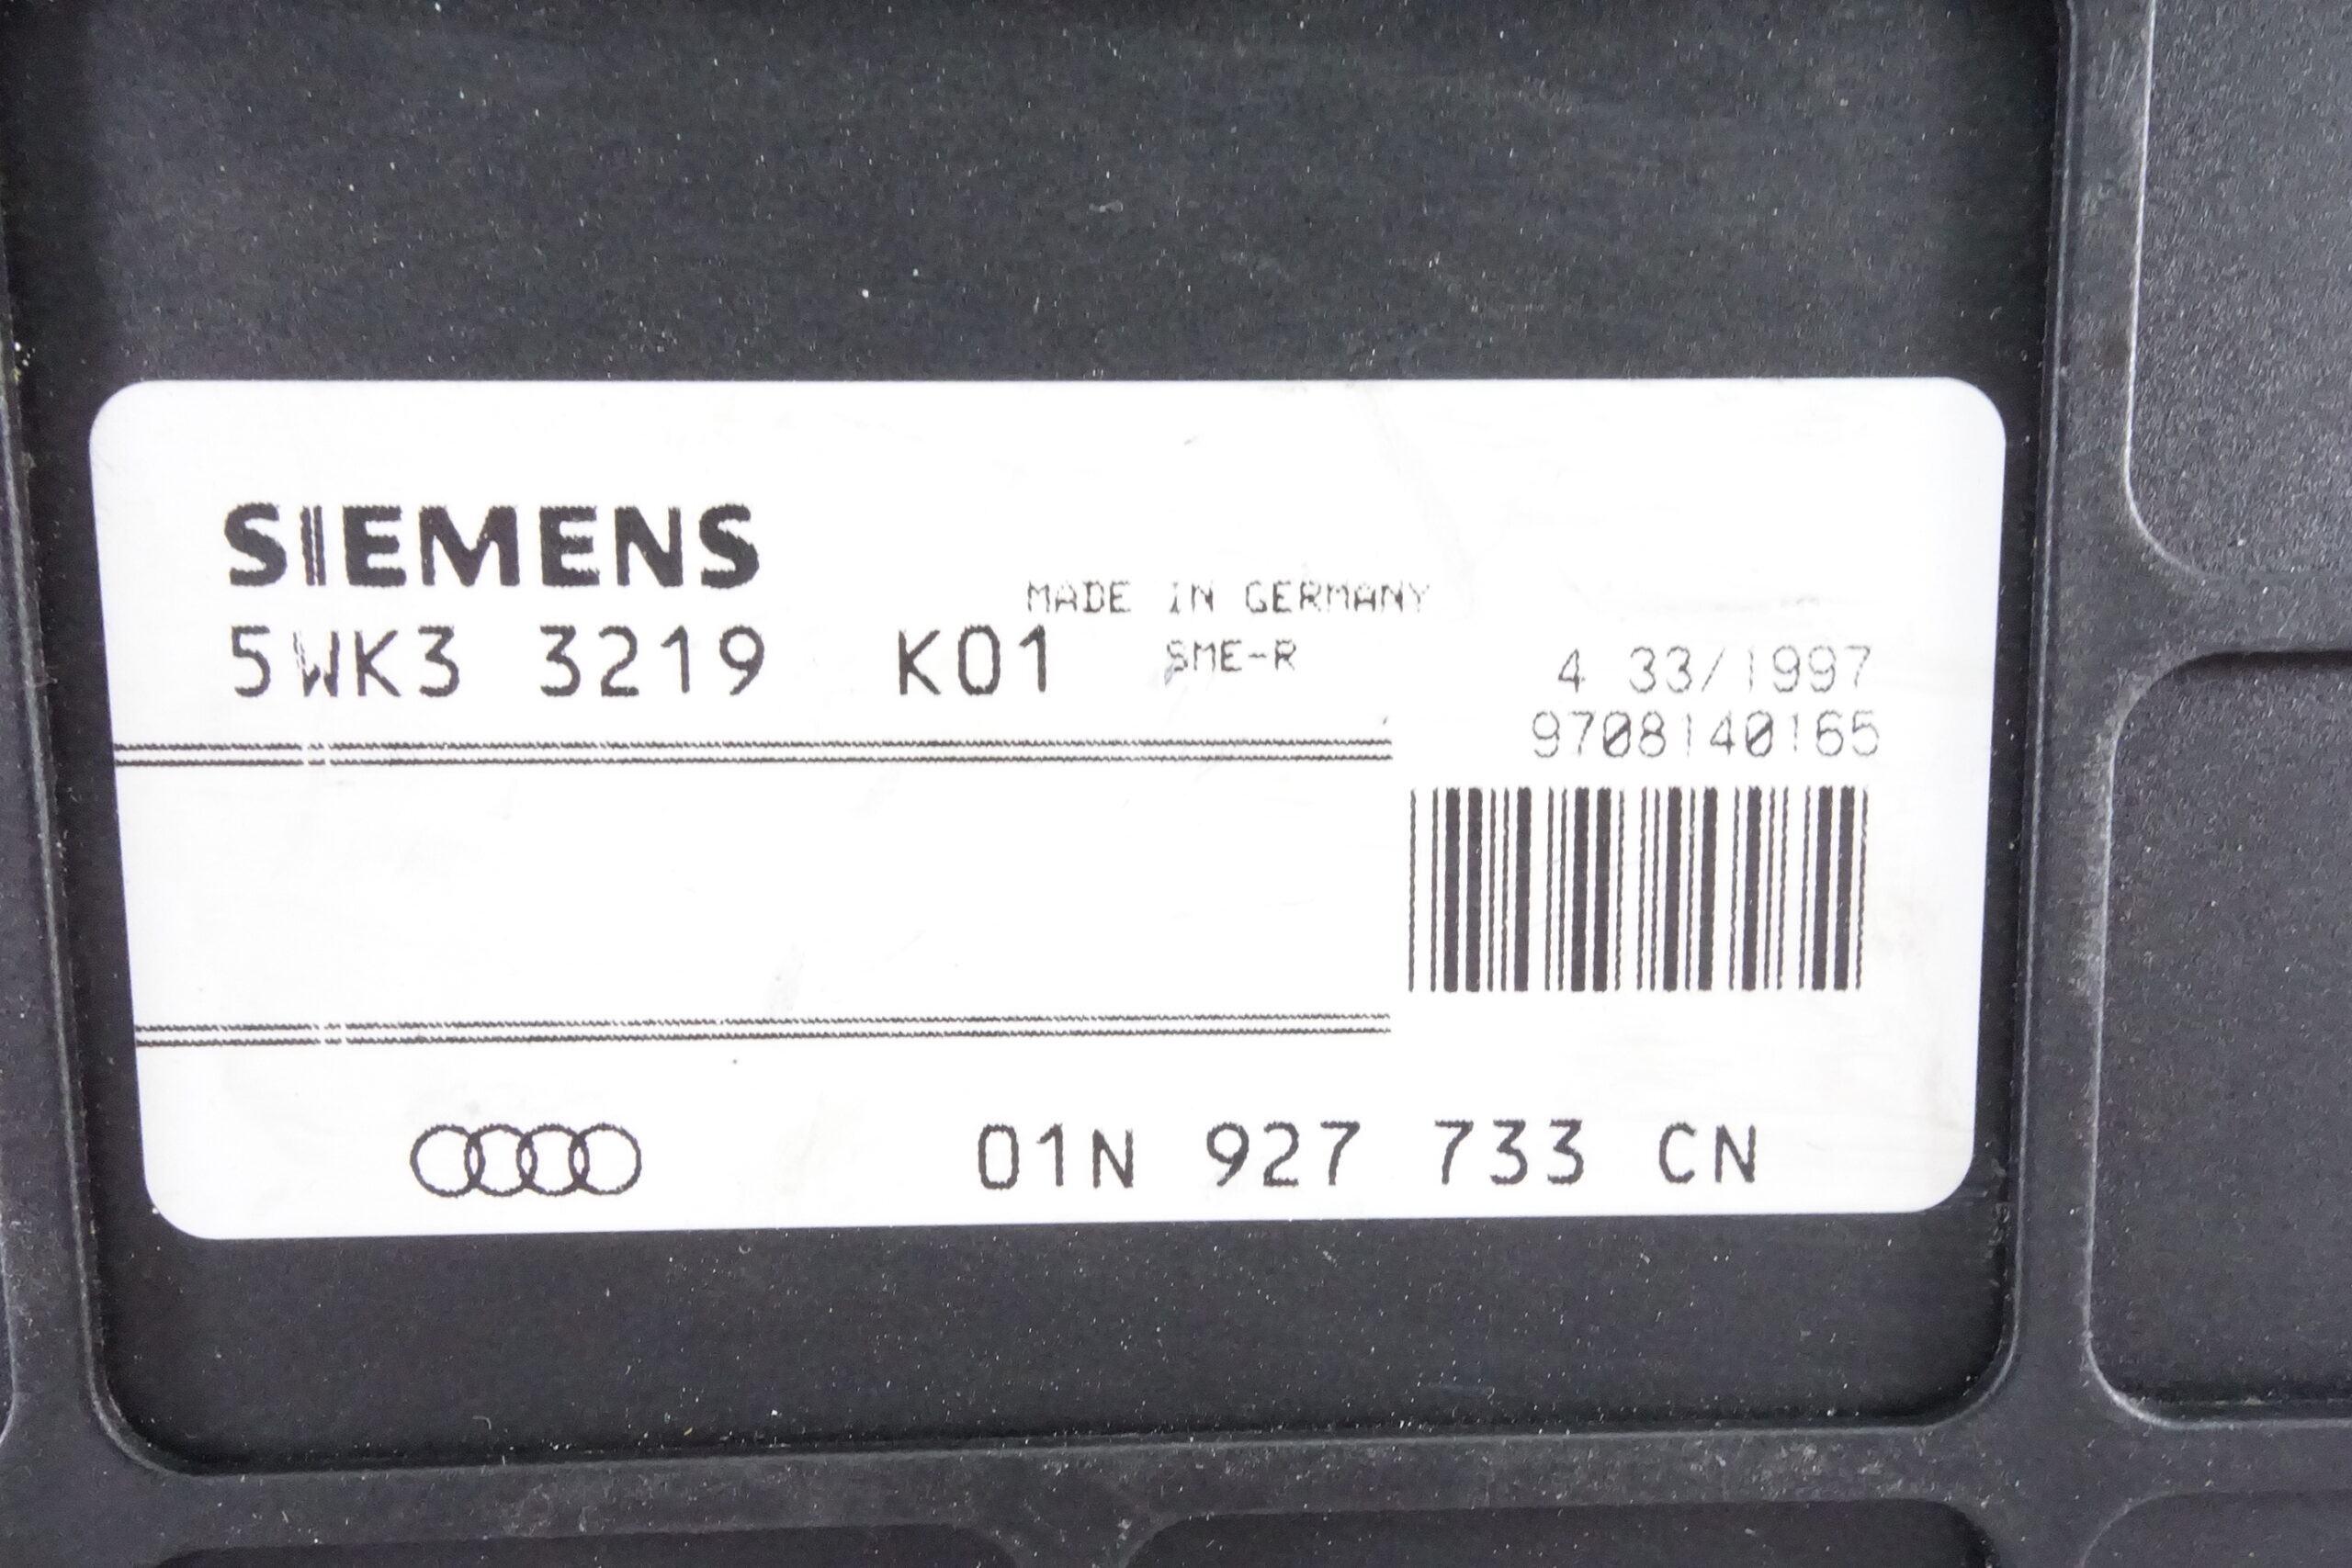 SIEMENS
MADE IN GERMANY
5WK3 3219 K01 SME-R
4 33/1997
9708140165
01N 927 733 CN